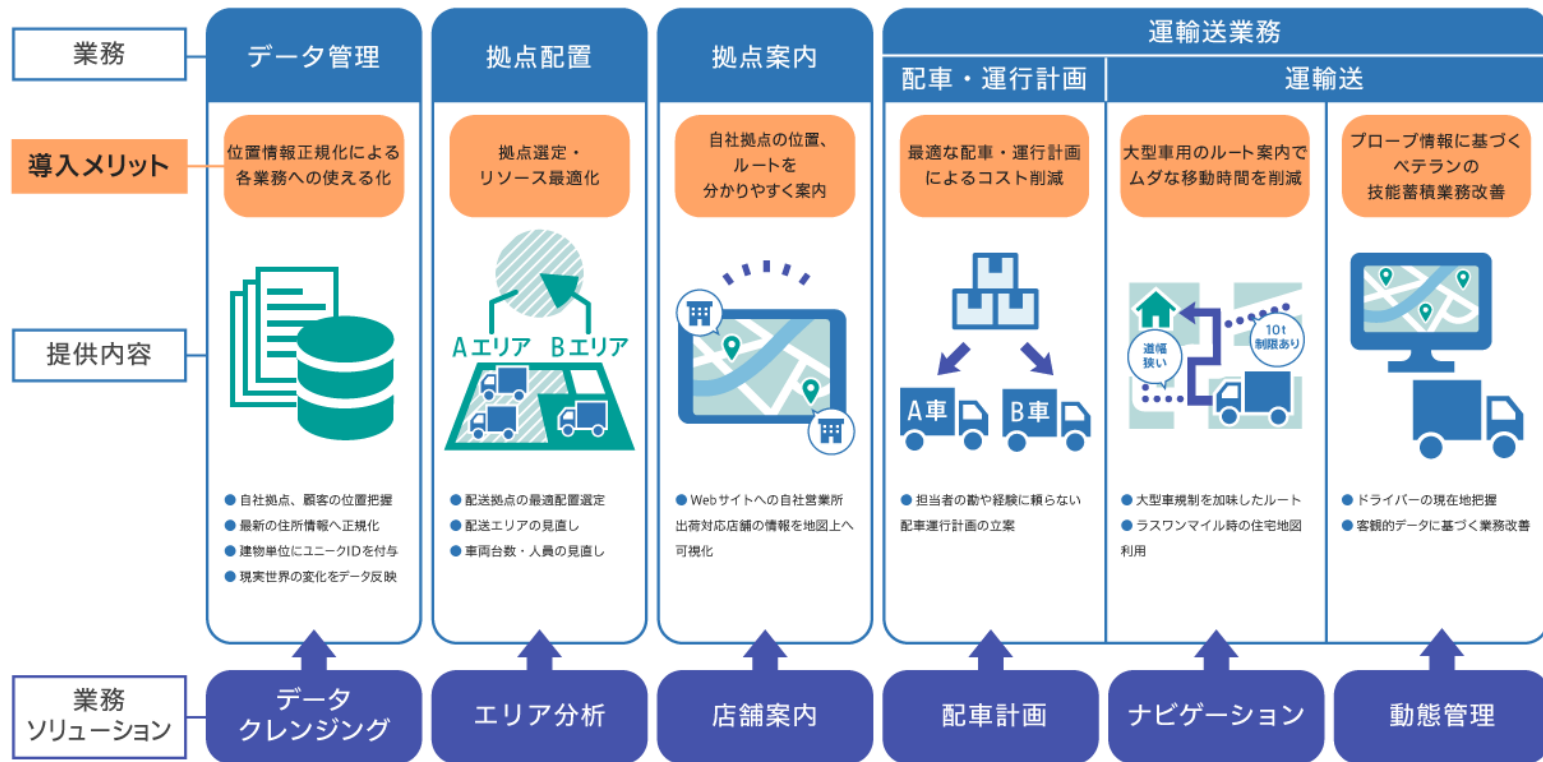 業務
データ管理
拠点配置
拠点案内
運輸送業務
配車・運行計画
運輸送
導入メリット
位置情報正規化による
各業務への使える化
拠点選定・
リソース最適化
自社拠点の位置、
ルートを
分かりやすく案内
最適な配車・運行計画
によるコスト削減
大型車用のルート案内で
ムダな移動時間を削減
プローブ情報に基づく
ベテランの
技能蓄積業務改善
提供内容
Aエリア
Bエリア
A車
B車
道幅
狭い
10t
制限あり
● 自社拠点、顧客の位置把握
● 最新の住所情報へ正規化
● 建物単位にユニークIDを付与
● 現実世界の変化をデータ反映
● 配送拠点の最適配置選定
● 配送エリアの見直し
● 車両台数・人員の見直し
● Webサイトへの自社営業所
出荷対応店舗の情報を地図上へ
可視化
● 担当者の勘や経験に頼らない
配車運行計画の立案
● 大型車規制を加味したルート
● ラスワンマイル時の住宅地図
利用
● ドライバーの現在地把握
● 客観的データに基づく業務改善
業務
ソリューション
データ
クレンジング
エリア分析
店舗案内
配車計画
ナビゲーション
動態管理